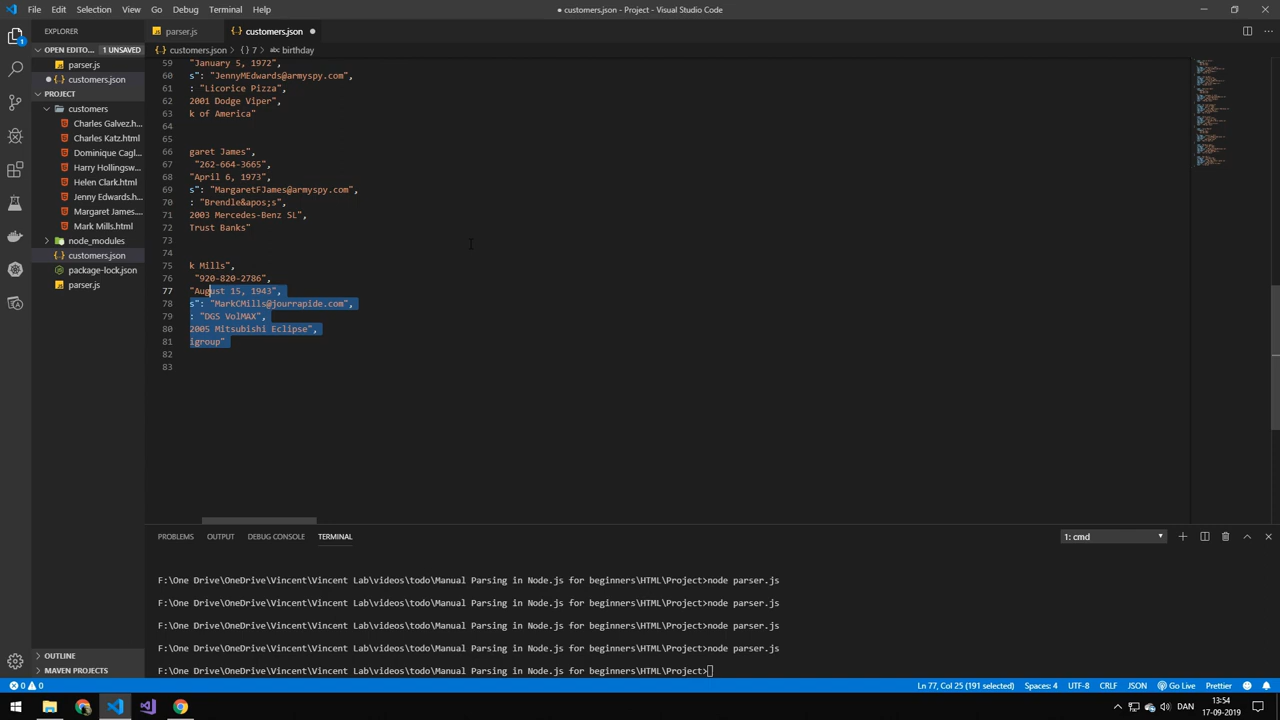 File Edit Selection View Go Debug Terminal Help
● customers.json - Project - Visual Studio Code
EXPLORER
parser.js
customers.json
OPEN EDITO... 1 UNSAVED
customers.json > {} 7 > abc birthday
parser.js
customers.json
PROJECT
customers
Charles Galvez.h...
Charles Katz.html
Dominique Cagl...
Harry Hollingsw...
Helen Clark.html
Jenny Edwards.h...
Margaret James....
Mark Mills.html
node_modules
customers.json
package-lock.json
parser.js
OUTLINE
MAVEN PROJECTS
59 "January 5, 1972",
60 s": "JennyMEdwards@armyspy.com",
61 : "Licorice Pizza",
62 2001 Dodge Viper",
63 k of America"
64
65
66 garet James",
67 "262-664-3665",
68 "April 6, 1973",
69 s": "MargaretFJames@armyspy.com",
70 : "Brendle&apos;s",
71 2003 Mercedes-Benz SL",
72 Trust Banks"
73
74
75 k Mills",
76 "920-820-2786",
77 "August 15, 1943",
78 s": "MarkCMills@jourrapide.com",
79 : "DGS VolMAX",
80 2005 Mitsubishi Eclipse",
81 igroup"
82
83
PROBLEMS OUTPUT DEBUG CONSOLE TERMINAL
1: cmd
F:\One Drive\OneDrive\Vincent\Vincent Lab\videos\todo\Manual Parsing in Node.js for beginners\HTML\Project>node parser.js
F:\One Drive\OneDrive\Vincent\Vincent Lab\videos\todo\Manual Parsing in Node.js for beginners\HTML\Project>node parser.js
F:\One Drive\OneDrive\Vincent\Vincent Lab\videos\todo\Manual Parsing in Node.js for beginners\HTML\Project>node parser.js
F:\One Drive\OneDrive\Vincent\Vincent Lab\videos\todo\Manual Parsing in Node.js for beginners\HTML\Project>node parser.js
F:\One Drive\OneDrive\Vincent\Vincent Lab\videos\todo\Manual Parsing in Node.js for beginners\HTML\Project>
0 0
Ln 77, Col 25 (191 selected) Spaces: 4 UTF-8 CRLF JSON Go Live Prettier
DAN
13:54
17-09-2019